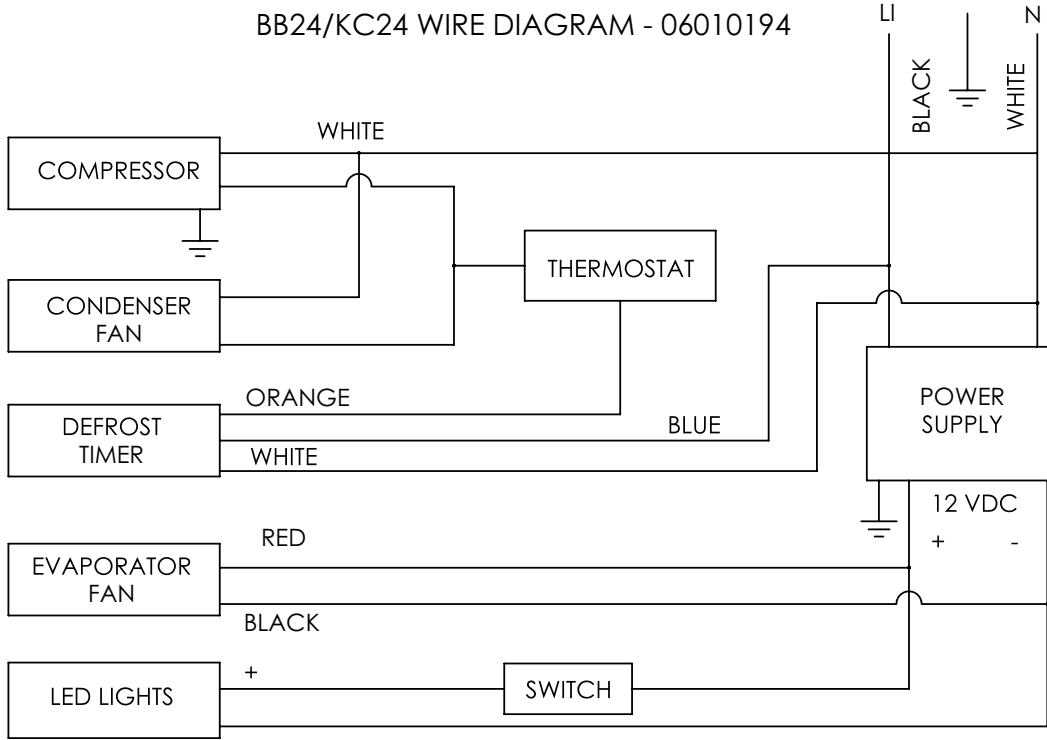 BB24/KC24 WIRE DIAGRAM - 06010194
LI
N
BLACK
WHITE
WHITE
COMPRESSOR
THERMOSTAT
CONDENSER
FAN
ORANGE
BLUE
DEFROST
TIMER
WHITE
POWER
SUPPLY
12 VDC
+ -
RED
EVAPORATOR
FAN
BLACK
+
LED LIGHTS
SWITCH